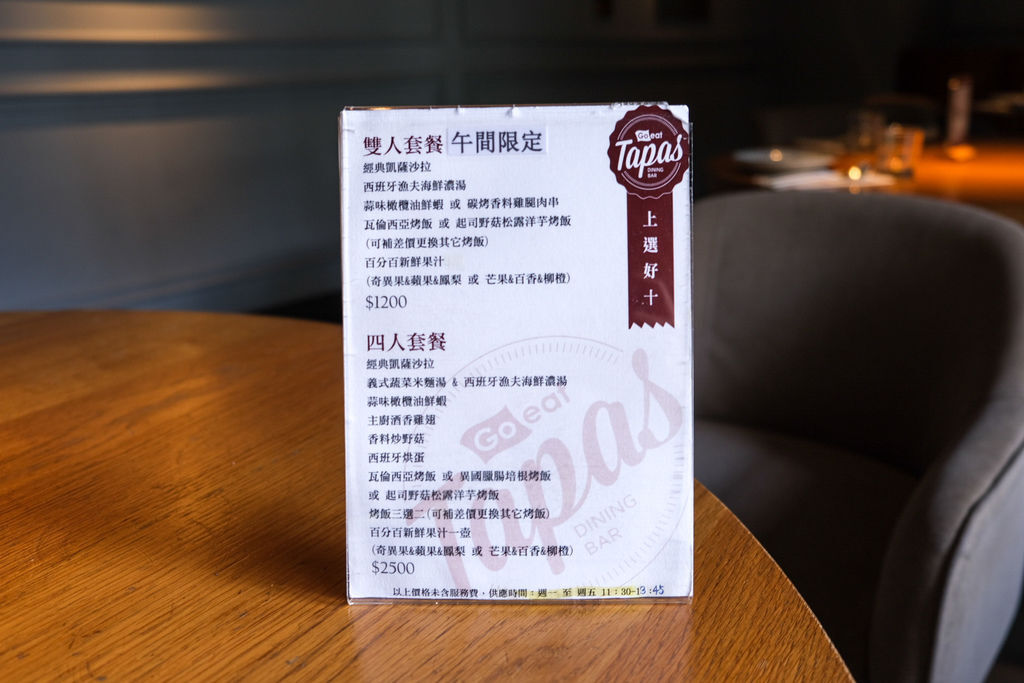 雙人套餐 午間限定
經典凱薩沙拉
西班牙漁夫海鮮濃湯
蒜味橄欖油鮮蝦 或 碳烤香料雞腿肉串
瓦倫西亞烤飯 或 起司野菇松露洋芋烤飯
(可補差價更換其它烤飯)
百分百新鮮果汁
(奇異果&蘋果&鳳梨 或 芒果&百香&柳橙)
$1200
Go eat
Tapas
DINING
BAR
上選好十
四人套餐
經典凱薩沙拉
義式蔬菜米麵湯 & 西班牙漁夫海鮮濃湯
蒜味橄欖油鮮蝦
主廚酒香雞翅
香料炒野菇
西班牙烘蛋
瓦倫西亞烤飯 或 異國臘腸培根烤飯
或 起司野菇松露洋芋烤飯
烤飯三選二(可補差價更換其它烤飯)
百分百新鮮果汁一壺
(奇異果&蘋果&鳳梨 或 芒果&百香&柳橙)
$2500
Go eat
Tapas
DINING
BAR
以上價格未含服務費，供應時間：週一 至 週五 11：30-13:45